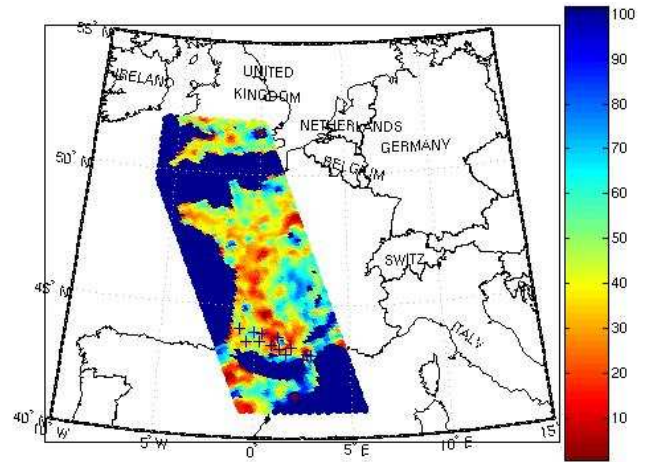 55° N
IRELAND
UNITED
KINGDOM
NETHERLANDS
GERMANY
BELGIUM
50° N
SWITZ
45° N
ITALY
40° N
10° W
5° W
0°
5° E
10° E
15°
100
90
80
70
60
50
40
30
20
10